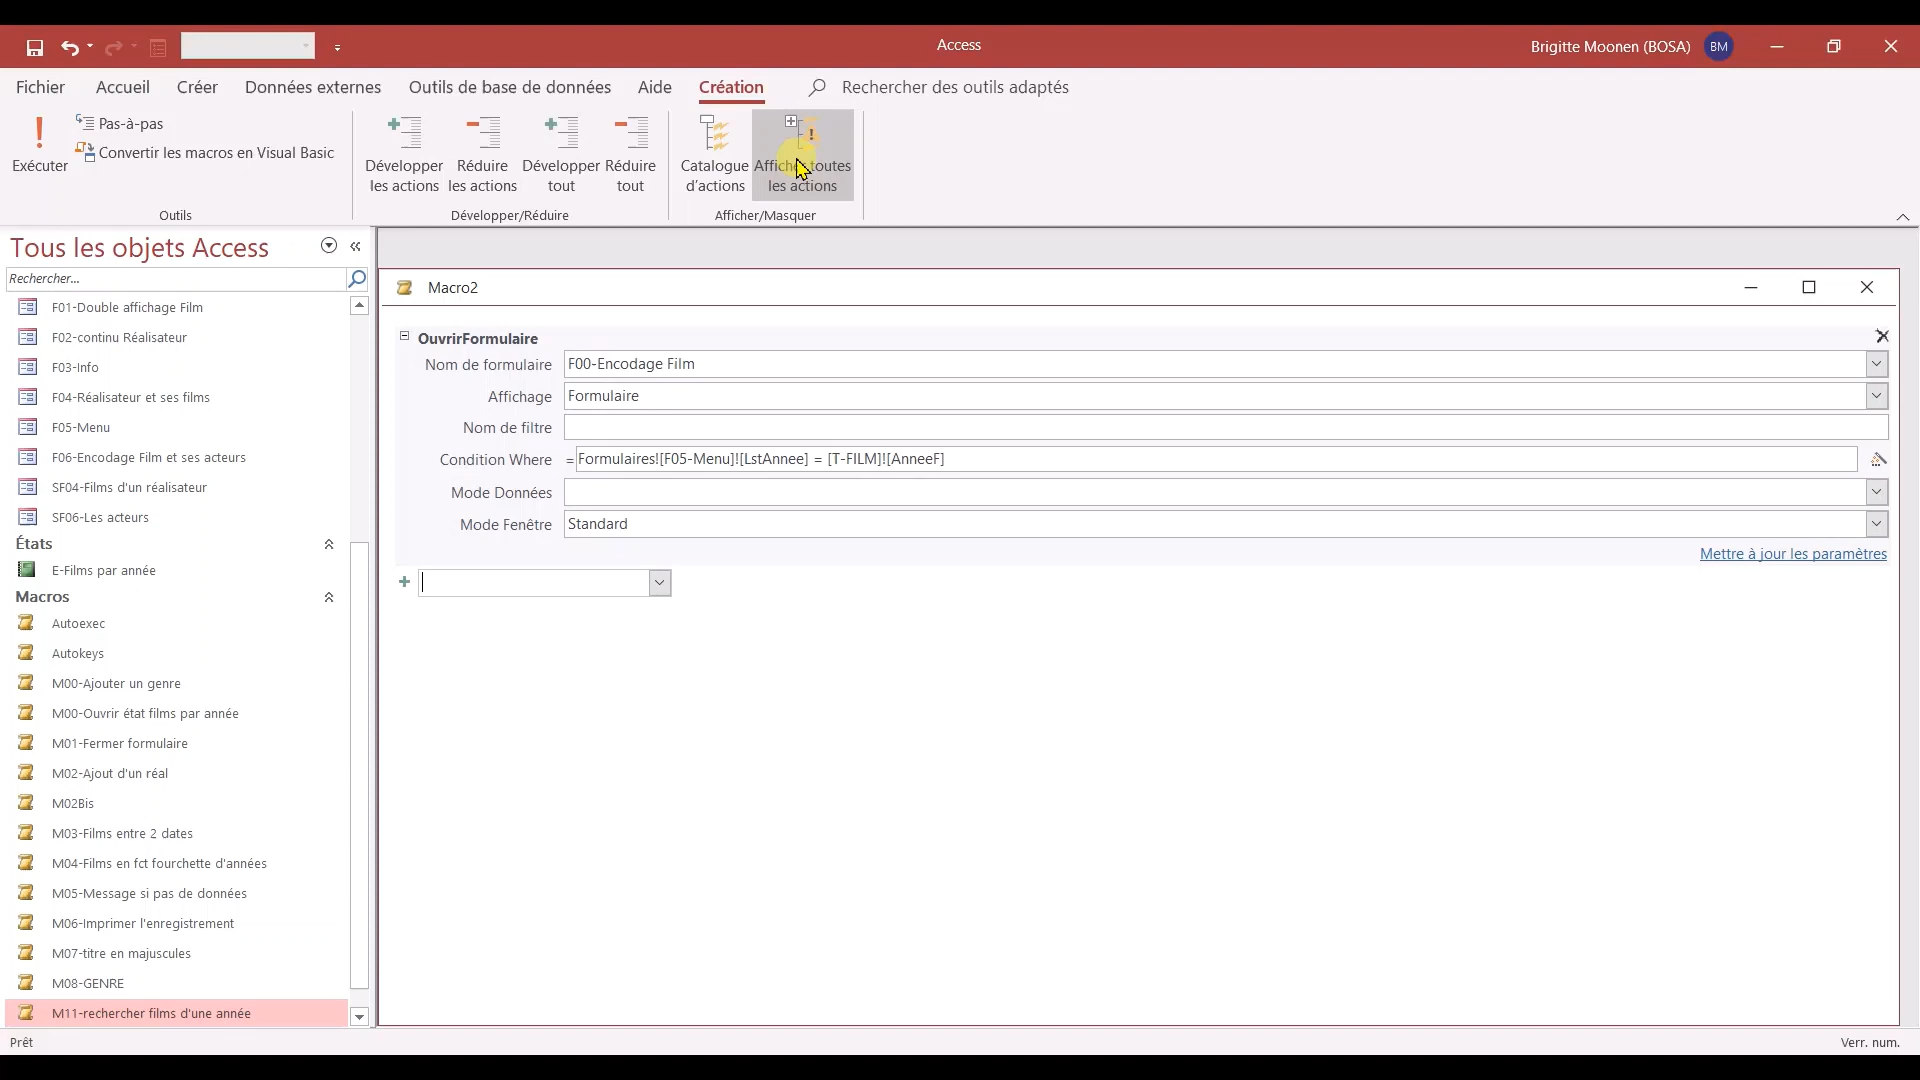 Access
Brigitte Moonen (BOSA) BM
Fichier Accueil Créer Données externes Outils de base de données Aide Création Rechercher des outils adaptés
Exécuter
Pas-à-pas
Convertir les macros en Visual Basic
Outils
Développer les actions
Réduire les actions
Développer tout
Réduire tout
Développer/Réduire
Catalogue d'actions
Afficher toutes les actions
Afficher/Masquer
Tous les objets Access
Rechercher...
F01-Double affichage Film
F02-continu Réalisateur
F03-Info
F04-Réalisateur et ses films
F05-Menu
F06-Encodage Film et ses acteurs
SF04-Films d'un réalisateur
SF06-Les acteurs
États
E-Films par année
Macros
Autoexec
Autokeys
M00-Ajouter un genre
M00-Ouvrir état films par année
M01-Fermer formulaire
M02-Ajout d'un réal
M02Bis
M03-Films entre 2 dates
M04-Films en fct fourchette d'années
M05-Message si pas de données
M06-Imprimer l'enregistrement
M07-titre en majuscules
M08-GENRE
M11-rechercher films d'une année
Macro2
OuvrirFormulaire
Nom de formulaire F00-Encodage Film
Affichage Formulaire
Nom de filtre
Condition Where = Formulaires![F05-Menu]![LstAnnee] = [T-FILM]![AnneeF]
Mode Données
Mode Fenêtre Standard
Mettre à jour les paramètres
Prêt
Verr. num.